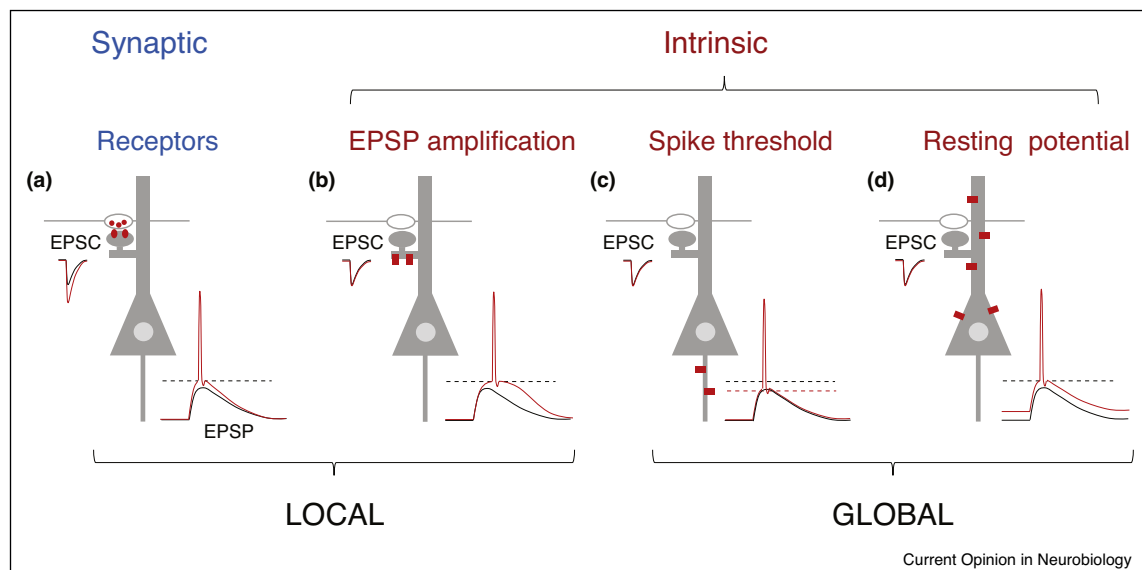 Synaptic
Intrinsic
Receptors
EPSP amplification
Spike threshold
Resting potential
(a)
(b)
(c)
(d)
EPSC
EPSC
EPSC
EPSC
EPSP
LOCAL
GLOBAL
Current Opinion in Neurobiology